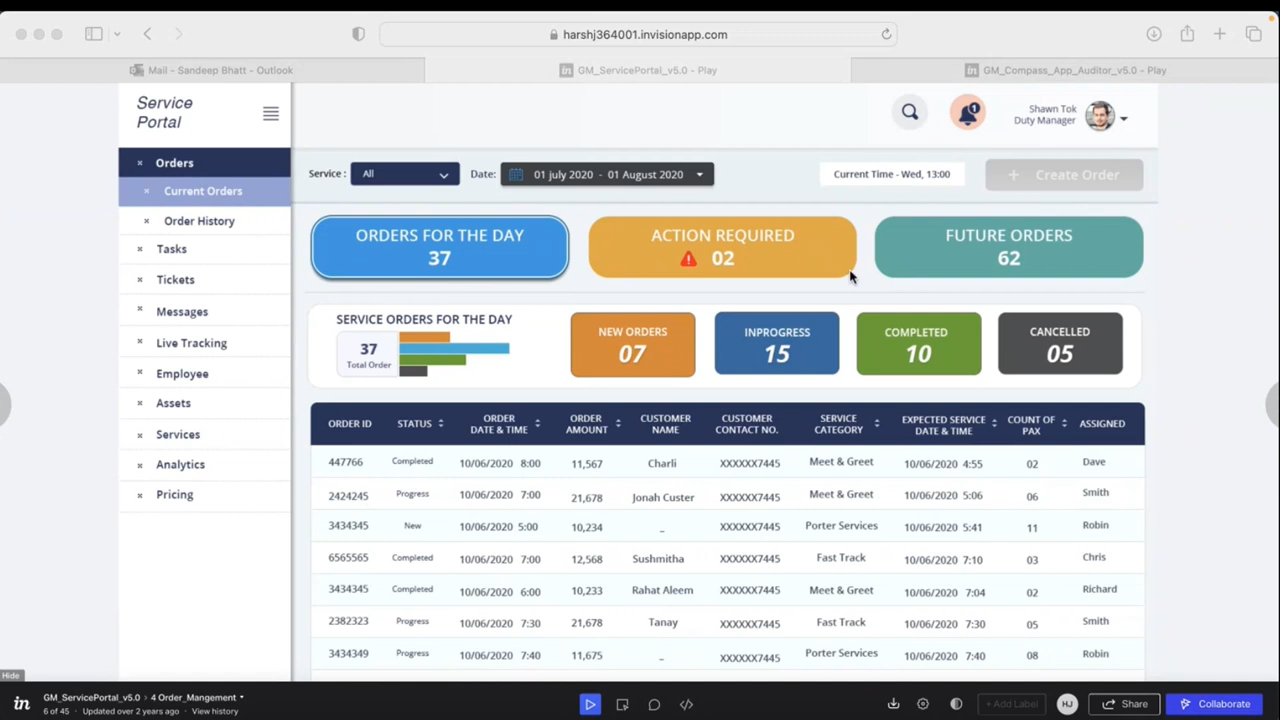 harshj364001.invisionapp.com
Mail - Sandeep Bhatt - Outlook
GM_ServicePortal_v5.0 - Play
GM_Compass_App_Auditor_v5.0 - Play
Service
Portal
1
Shawn Tok
Duty Manager
Orders
Current Orders
Order History
Tasks
Tickets
Messages
Live Tracking
Employee
Assets
Services
Analytics
Pricing
Service : All
Date: 01 july 2020 - 01 August 2020
Current Time - Wed, 13:00
+ Create Order
ORDERS FOR THE DAY
37
ACTION REQUIRED
02
FUTURE ORDERS
62
SERVICE ORDERS FOR THE DAY
37
Total Order
NEW ORDERS
07
INPROGRESS
15
COMPLETED
10
CANCELLED
05
ORDER ID STATUS ORDER DATE & TIME ORDER AMOUNT CUSTOMER NAME CUSTOMER CONTACT NO. SERVICE CATEGORY EXPECTED SERVICE DATE & TIME COUNT OF PAX ASSIGNED
447766 Completed 10/06/2020 8:00 11,567 Charli XXXXXX7445 Meet & Greet 10/06/2020 4:55 02 Dave
2424245 Progress 10/06/2020 7:00 21,678 Jonah Custer XXXXXX7445 Meet & Greet 10/06/2020 5:06 06 Smith
3434345 New 10/06/2020 5:00 10,234 _ XXXXXX7445 Porter Services 10/06/2020 5:41 11 Robin
6565565 Completed 10/06/2020 7:00 12,568 Sushmitha XXXXXX7445 Fast Track 10/06/2020 7:10 03 Chris
3434345 Completed 10/06/2020 6:00 10,233 Rahat Aleem XXXXXX7445 Meet & Greet 10/06/2020 7:04 02 Richard
2382323 Progress 10/06/2020 7:30 21,678 Tanay XXXXXX7445 Fast Track 10/06/2020 7:30 05 Smith
3434349 Progress 10/06/2020 7:40 11,675 _ XXXXXX7445 Porter Services 10/06/2020 7:40 08 Robin
Hide
in
GM_ServicePortal_v5.0 > 4 Order_Mangement
6 of 45 · Updated over 2 years ago · View history
+ Add Label
HJ
Share
Collaborate